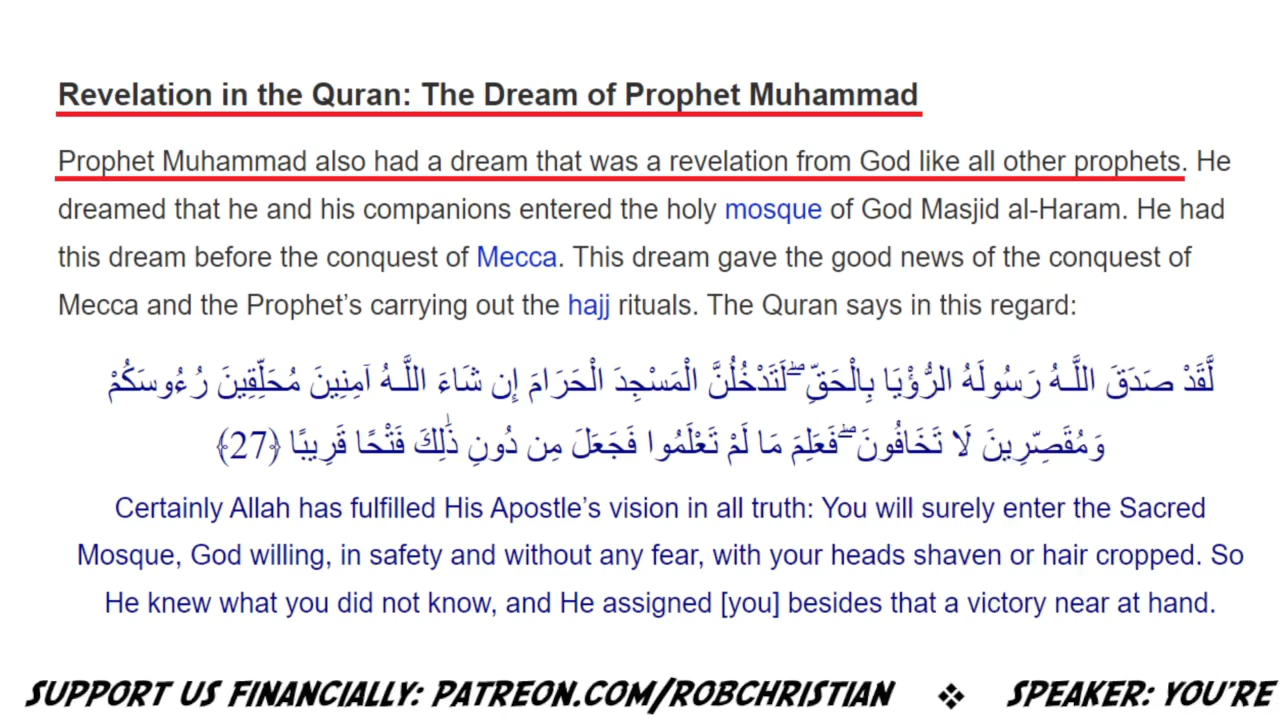 Revelation in the Quran: The Dream of Prophet Muhammad
Prophet Muhammad also had a dream that was a revelation from God like all other prophets. He
dreamed that he and his companions entered the holy mosque of God Masjid al-Haram. He had
this dream before the conquest of Mecca. This dream gave the good news of the conquest of
Mecca and the Prophet’s carrying out the hajj rituals. The Quran says in this regard:
لَّقَدْ صَدَقَ اللَّـهُ رَسُولَهُ الرُّؤْيَا بِالْحَقِّ ۖ لَتَدْخُلُنَّ الْمَسْجِدَ الْحَرَامَ إِن شَاءَ اللَّـهُ آمِنِينَ مُحَلِّقِينَ رُءُوسَكُمْ
وَمُقَصِّرِينَ لَا تَخَافُونَ ۖ فَعَلِمَ مَا لَمْ تَعْلَمُوا فَجَعَلَ مِن دُونِ ذَٰلِكَ فَتْحًا قَرِيبًا ﴿27﴾
Certainly Allah has fulfilled His Apostle’s vision in all truth: You will surely enter the Sacred
Mosque, God willing, in safety and without any fear, with your heads shaven or hair cropped. So
He knew what you did not know, and He assigned [you] besides that a victory near at hand.
SUPPORT US FINANCIALLY: PATREON.COM/ROBCHRISTIAN ❖ SPEAKER: YOU'RE